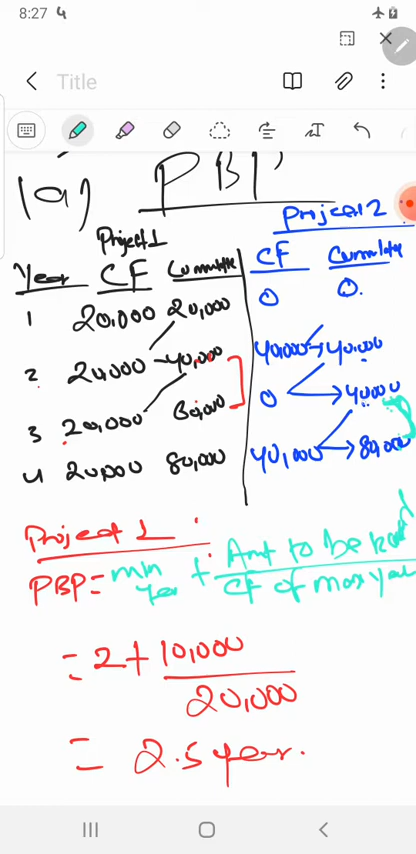 8:27
Title
(a) PBP
Project 1 Project 2
Year CF Cumulate CF Cumulate
1 20,000 20,000 0 0.
2 20,000 40,000 40,000 40,000
3 20,000 60,000 0 40,000
4 20,000 80,000 40,000 80,000
Project 1 :
PBP = min year + Amt to be
CF of max year
= 2 + 10,000
20,000
= 2.5 year.